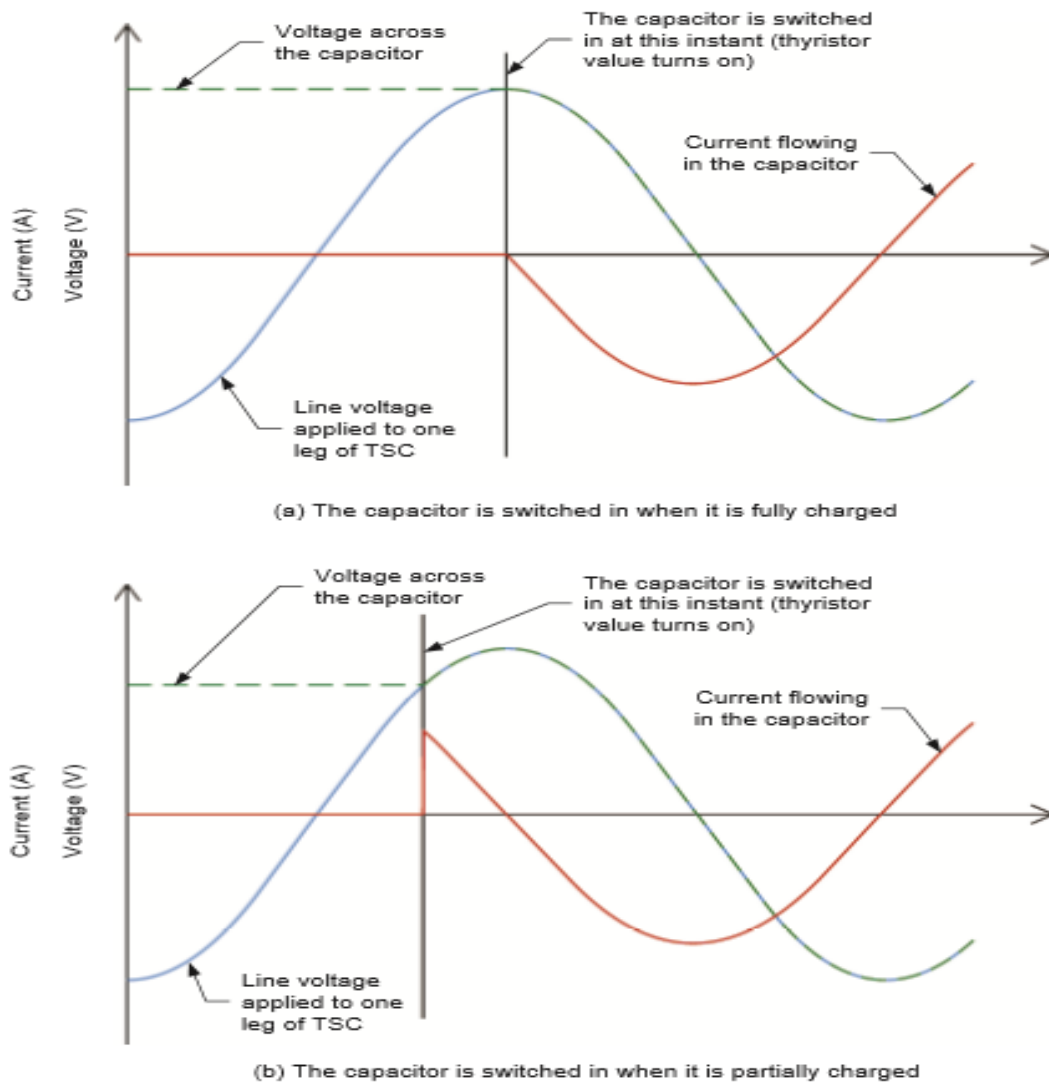 Voltage across
the capacitor
The capacitor is switched
in at this instant (thyristor
value turns on)
Current flowing
in the capacitor
Current (A)
Voltage (V)
Line voltage
applied to one
leg of TSC
(a) The capacitor is switched in when it is fully charged
Voltage across
the capacitor
The capacitor is switched
in at this instant (thyristor
value turns on)
Current flowing
in the capacitor
Current (A)
Voltage (V)
Line voltage
applied to one
leg of TSC
(b) The capacitor is switched in when it is partially charged